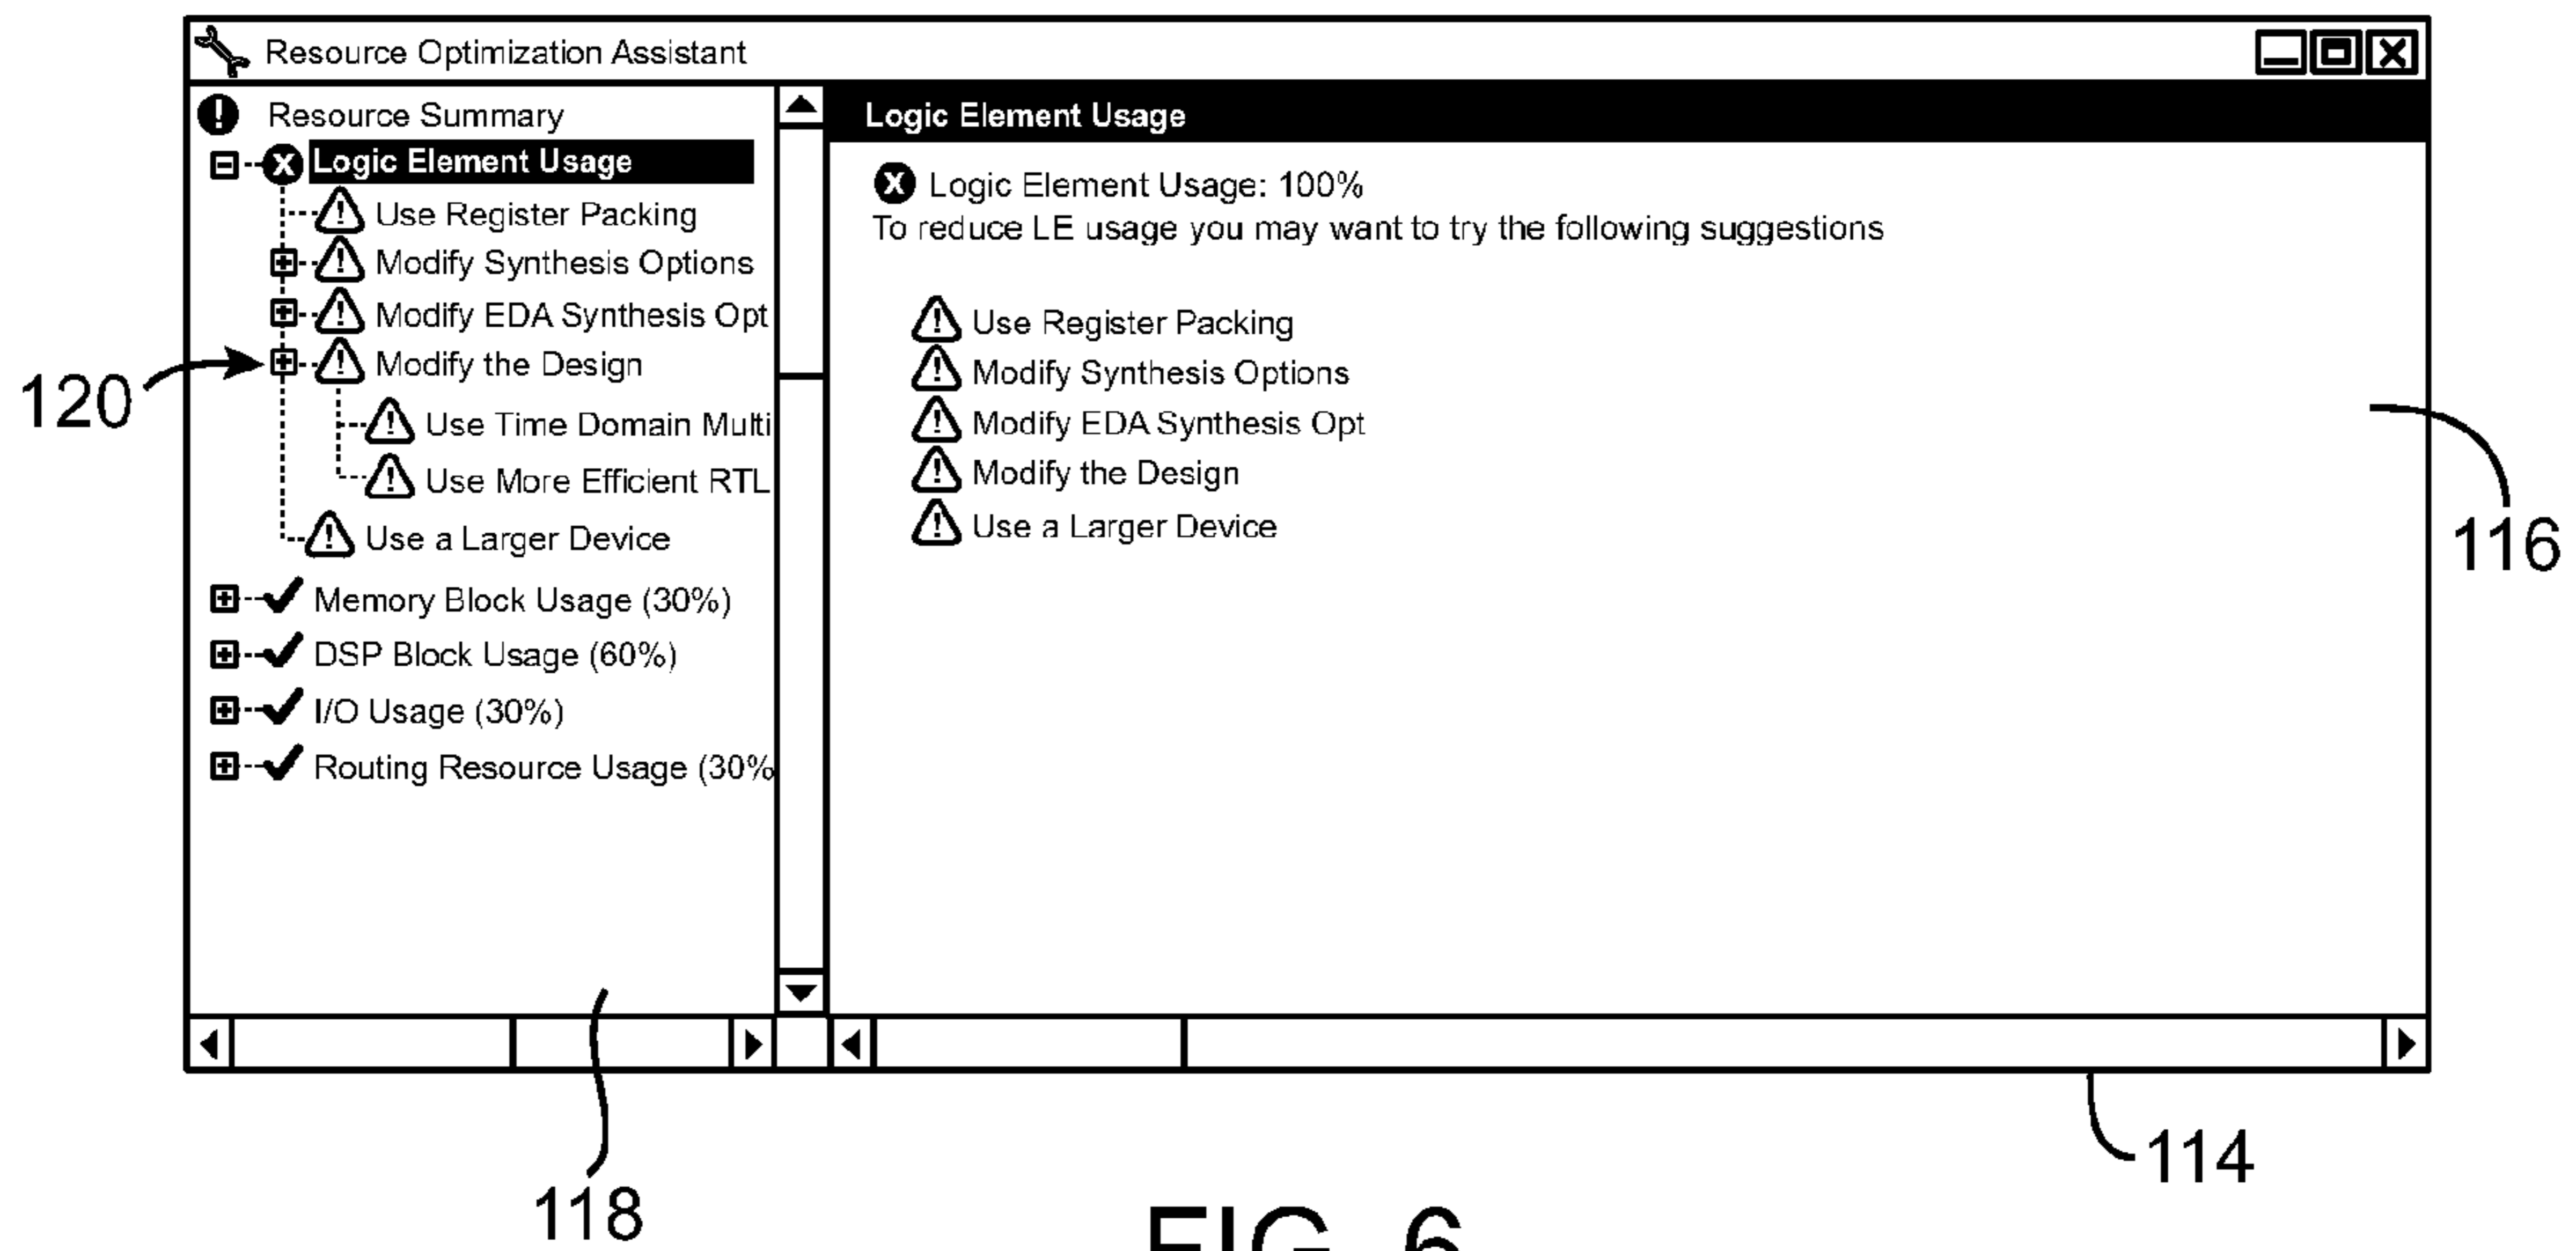 Resource Optimization Assistant
Resource Summary
Logic Element Usage
Use Register Packing
Modify Synthesis Options
Modify EDA Synthesis Opt
Modify the Design
Use Time Domain Multi
Use More Efficient RTL
Use a Larger Device
Memory Block Usage (30%)
DSP Block Usage (60%)
I/O Usage (30%)
Routing Resource Usage (30%
Logic Element Usage
Logic Element Usage: 100%
To reduce LE usage you may want to try the following suggestions
Use Register Packing
Modify Synthesis Options
Modify EDA Synthesis Opt
Modify the Design
Use a Larger Device
120
116
118
114
FIG. 6